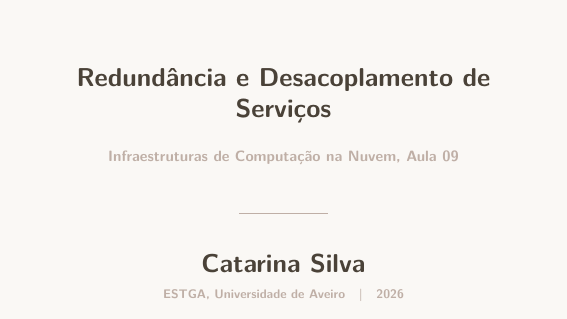 Redundância e Desacoplamento de
Serviços
Infraestruturas de Computação na Nuvem, Aula 09
Catarina Silva
ESTGA, Universidade de Aveiro | 2026